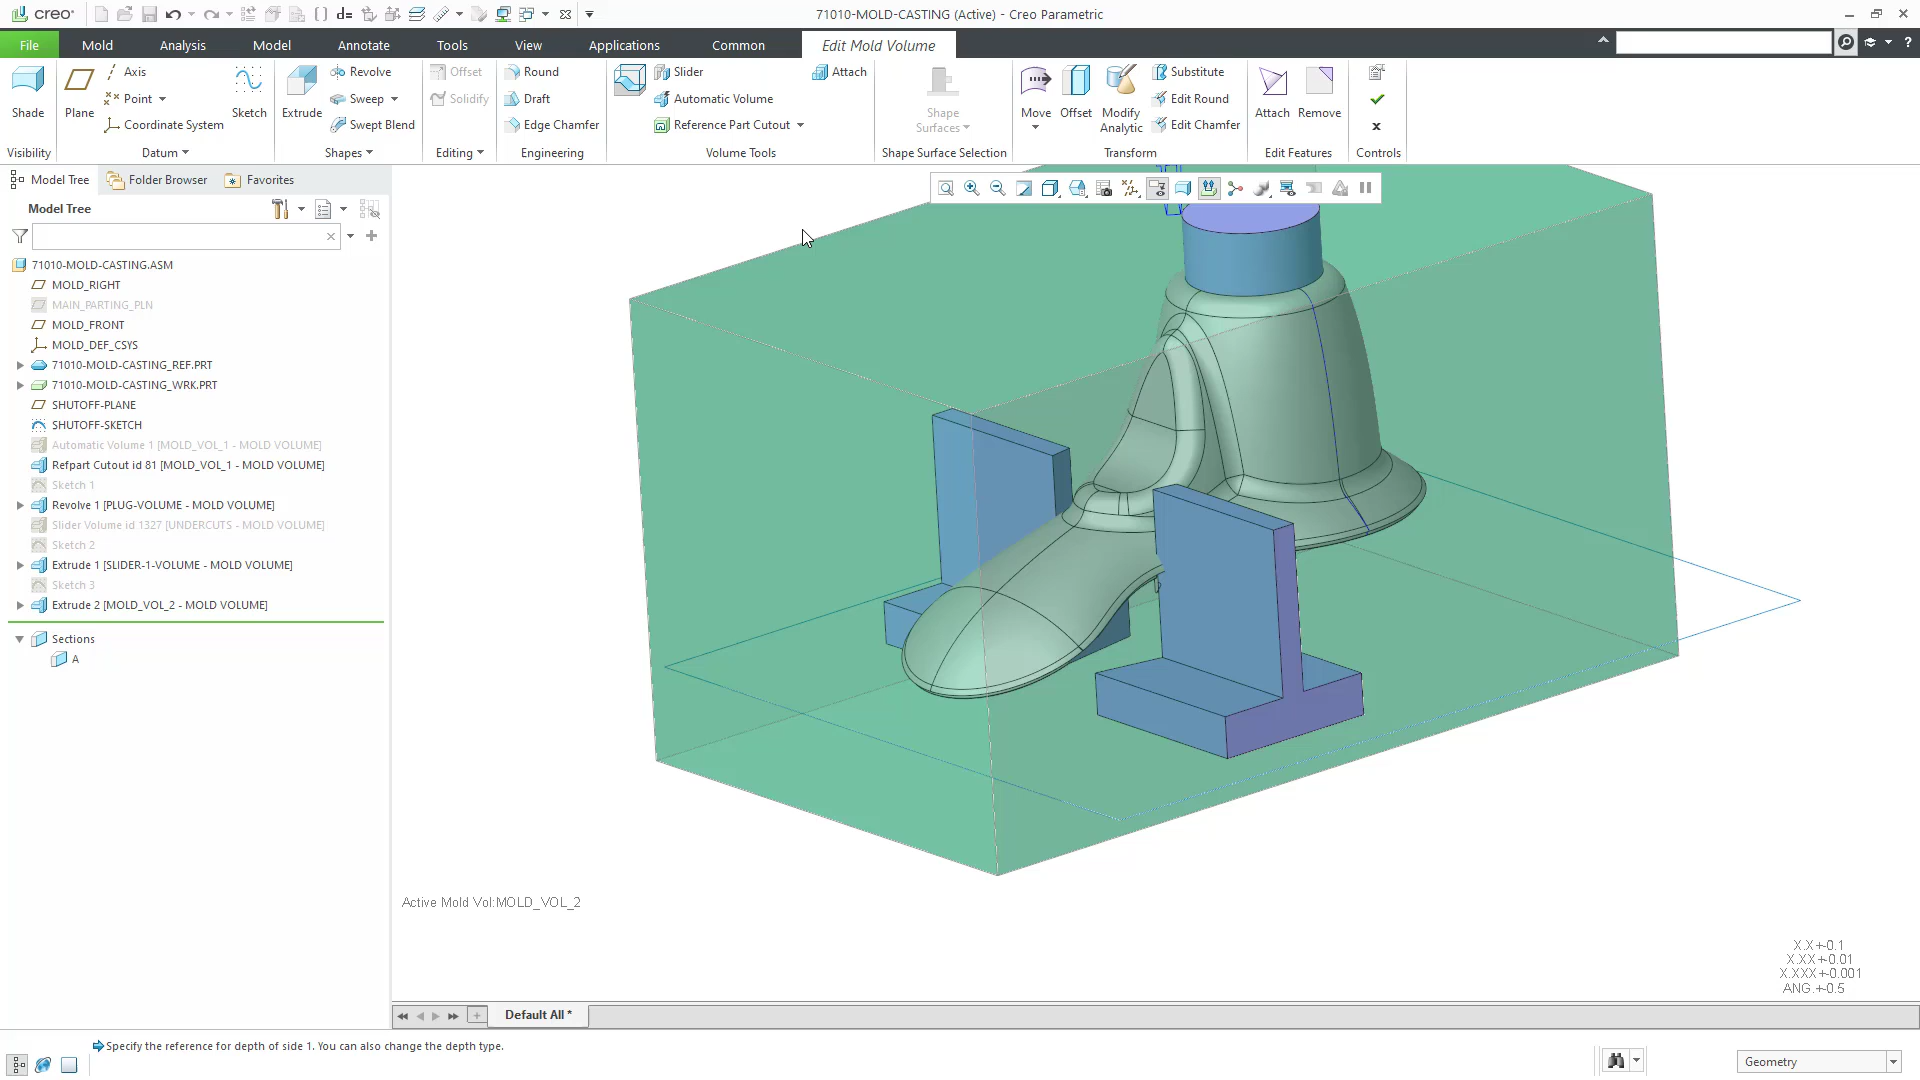 creo
71010-MOLD-CASTING (Active) - Creo Parametric
File Mold Analysis Model Annotate Tools View Applications Common Edit Mold Volume
Shade
Visibility
Plane
Axis
Point
Coordinate System
Sketch
Datum
Extrude
Revolve
Sweep
Swept Blend
Shapes
Offset
Solidify
Editing
Round
Draft
Edge Chamfer
Engineering
Slider
Automatic Volume
Reference Part Cutout
Attach
Volume Tools
Shape Surfaces
Shape Surface Selection
Move
Offset
Modify Analytic
Substitute
Edit Round
Edit Chamfer
Transform
Attach
Remove
Edit Features
Controls
Model Tree Folder Browser Favorites
Model Tree
71010-MOLD-CASTING.ASM
MOLD_RIGHT
MAIN_PARTING_PLN
MOLD_FRONT
MOLD_DEF_CSYS
71010-MOLD-CASTING_REF.PRT
71010-MOLD-CASTING_WRK.PRT
SHUTOFF-PLANE
SHUTOFF-SKETCH
Automatic Volume 1 [MOLD_VOL_1 - MOLD VOLUME]
Refpart Cutout id 81 [MOLD_VOL_1 - MOLD VOLUME]
Sketch 1
Revolve 1 [PLUG-VOLUME - MOLD VOLUME]
Slider Volume id 1327 [UNDERCUTS - MOLD VOLUME]
Sketch 2
Extrude 1 [SLIDER-1-VOLUME - MOLD VOLUME]
Sketch 3
Extrude 2 [MOLD_VOL_2 - MOLD VOLUME]
Sections
A
Active Mold Vol:MOLD_VOL_2
X.X+-0.1
X.XX+-0.01
X.XXX+-0.001
ANG.+-0.5
Default All *
Specify the reference for depth of side 1. You can also change the depth type.
Geometry